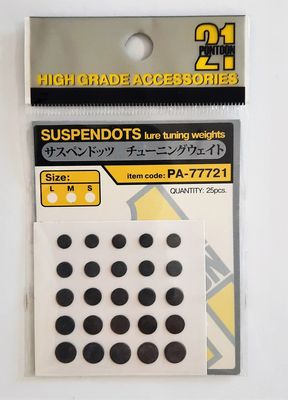 21
PONTOON
HIGH GRADE ACCESSORIES
SUSPENDOTS lure tuning weights
サスペンドッツ チューニングウェイト
Size:
L M S
item code: PA-77721
QUANTITY: 25pcs.